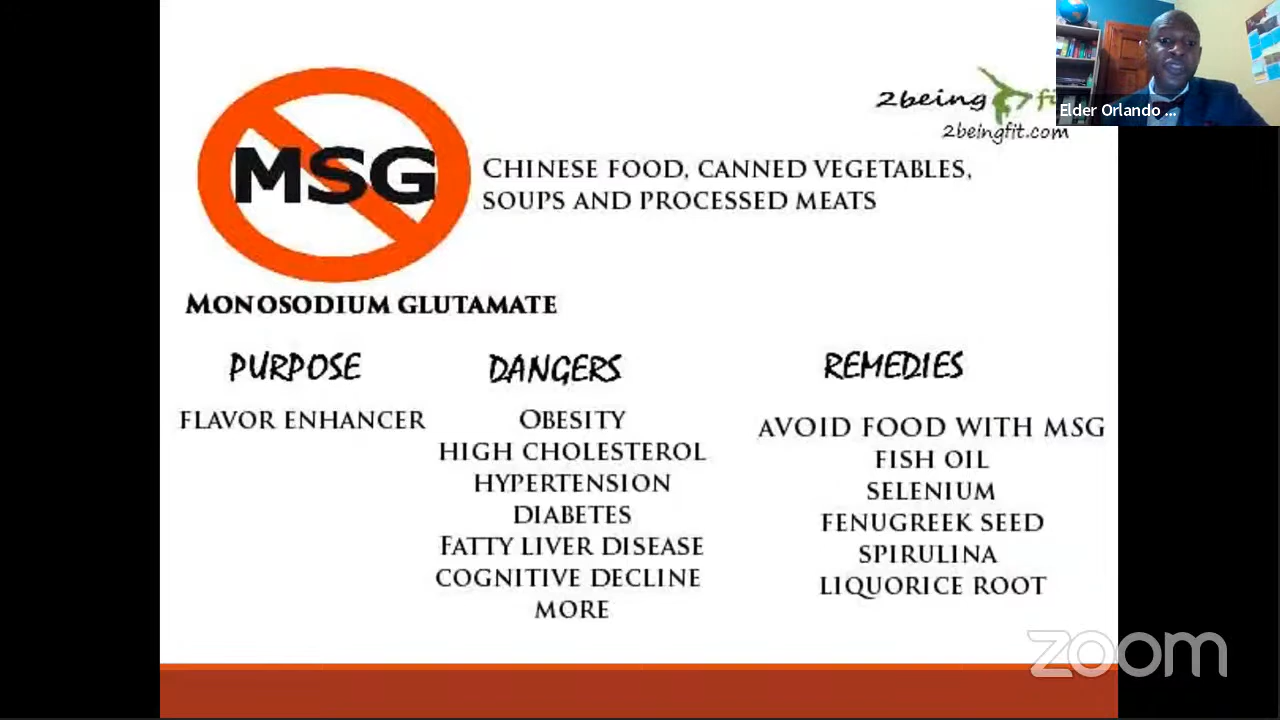 2being fi
Elder Orlando ...
2beingfit.com
MSG
CHINESE FOOD, CANNED VEGETABLES,
SOUPS AND PROCESSED MEATS
MONOSODIUM GLUTAMATE
PURPOSE
FLAVOR ENHANCER
DANGERS
OBESITY
HIGH CHOLESTEROL
HYPERTENSION
DIABETES
FATTY LIVER DISEASE
COGNITIVE DECLINE
MORE
REMEDIES
AVOID FOOD WITH MSG
FISH OIL
SELENIUM
FENUGREEK SEED
SPIRULINA
LIQUORICE ROOT
zoom